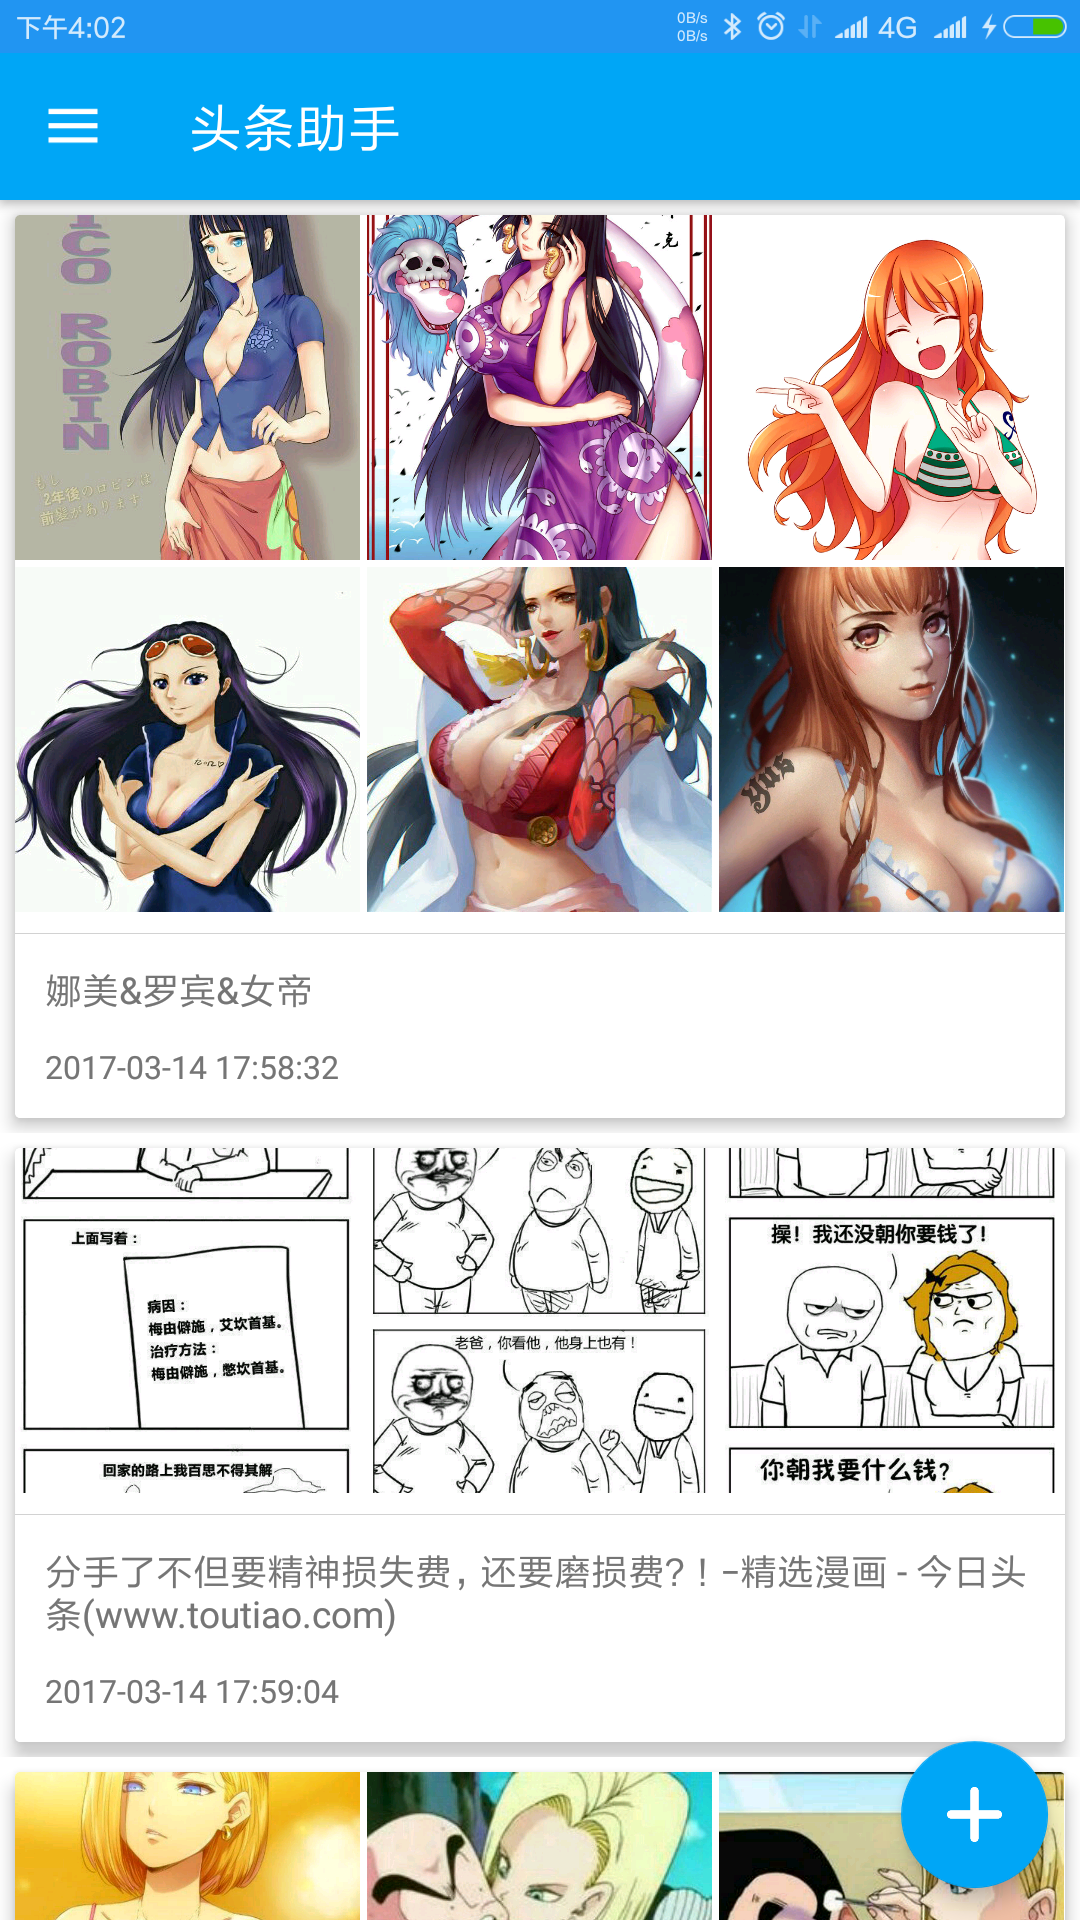 下午4:02
0B/s
0B/s
4G
头条助手
ICO ROBIN
もし
2年後のロビンは
前髪があります
克
娜美&罗宾&女帝
2017-03-14 17:58:32
上面写着：
病因：
梅由僻施，艾坎首基。
治疗方法：
梅由僻施，憋坎首基。
回家的路上我百思不得其解
老爸，你看他，他身上也有！
操！我还没朝你要钱了！
你朝我要什么钱？
分手了不但要精神损失费，还要磨损费？！-精选漫画 - 今日头
条(www.toutiao.com)
2017-03-14 17:59:04